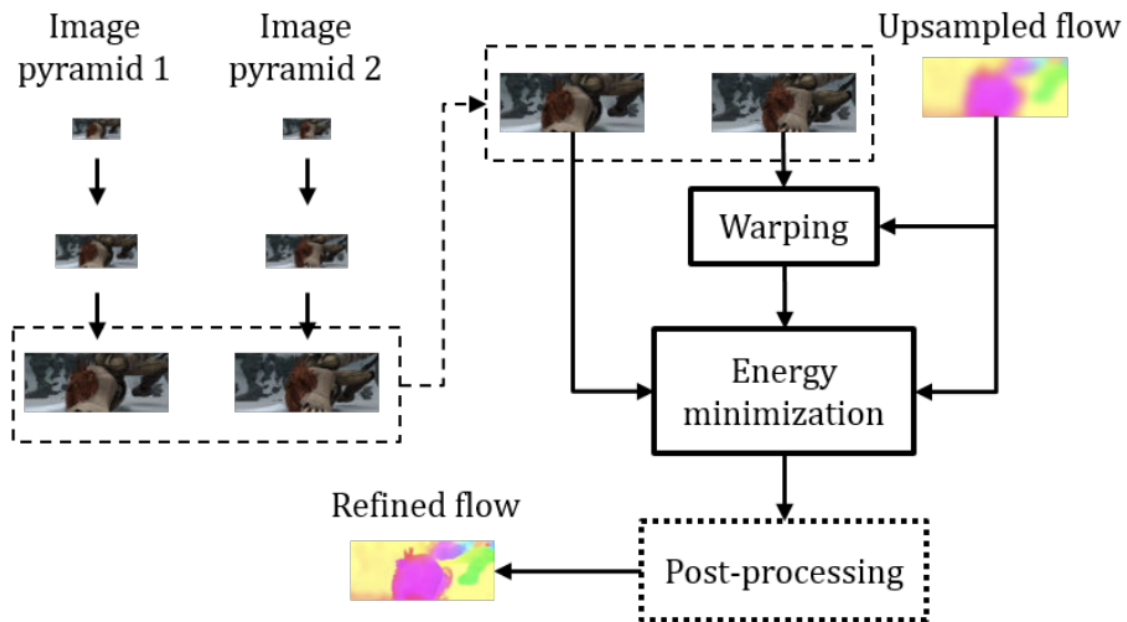 Image
pyramid 1
Image
pyramid 2
Upsampled flow
Warping
Energy
minimization
Refined flow
Post-processing